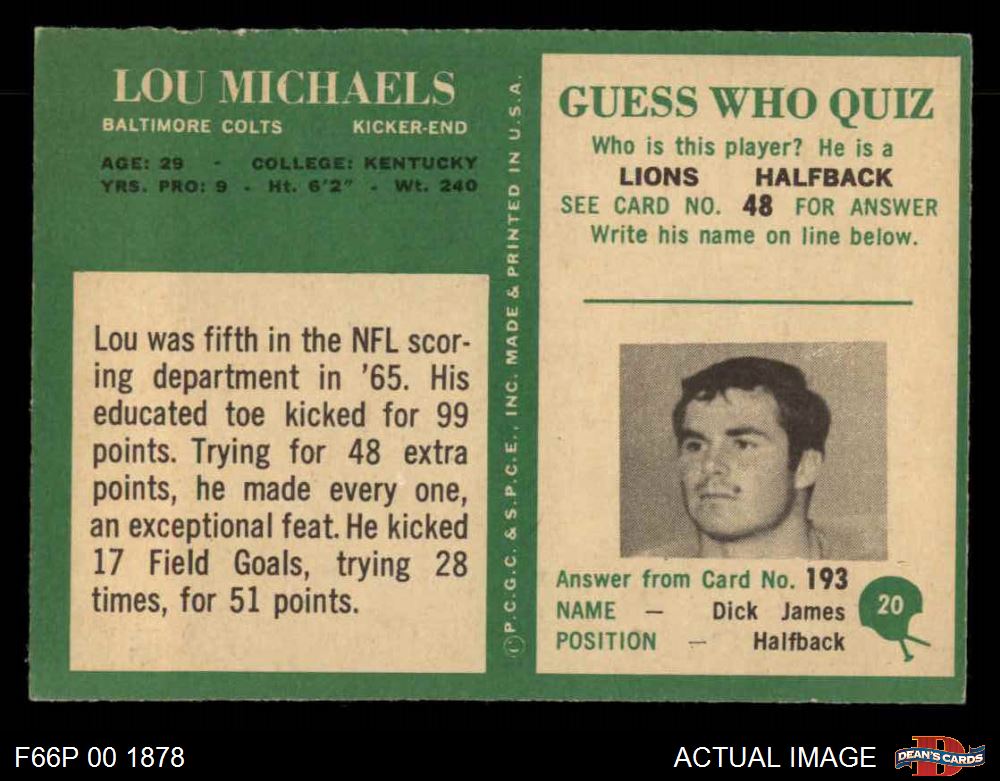 LOU MICHAELS
BALTIMORE COLTS KICKER-END
AGE: 29 - COLLEGE: KENTUCKY
YRS. PRO: 9 - Ht. 6'2" - Wt. 240
Lou was fifth in the NFL scor-
ing department in '65. His
educated toe kicked for 99
points. Trying for 48 extra
points, he made every one,
an exceptional feat. He kicked
17 Field Goals, trying 28
times, for 51 points.
©P.C.G.C. & S.P.C.E., INC. MADE & PRINTED IN U.S.A.
GUESS WHO QUIZ
Who is this player? He is a
LIONS HALFBACK
SEE CARD NO. 48 FOR ANSWER
Write his name on line below.
Answer from Card No. 193
NAME — Dick James
POSITION — Halfback
20
F66P 00 1878
ACTUAL IMAGE
D
DEAN'S CARDS